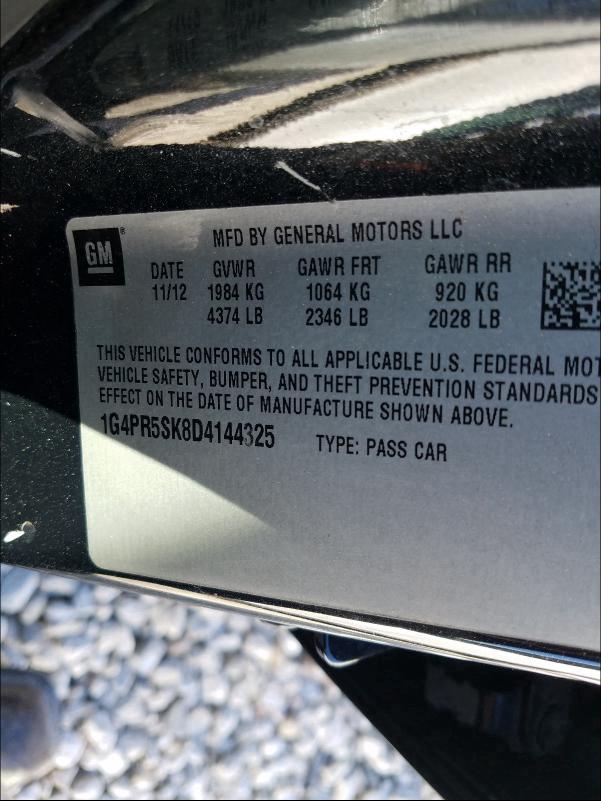 GM®
MFD BY GENERAL MOTORS LLC
DATE GVWR GAWR FRT GAWR RR
11/12 1984 KG 1064 KG 920 KG
4374 LB 2346 LB 2028 LB
THIS VEHICLE CONFORMS TO ALL APPLICABLE U.S. FEDERAL MOT
VEHICLE SAFETY, BUMPER, AND THEFT PREVENTION STANDARDS
EFFECT ON THE DATE OF MANUFACTURE SHOWN ABOVE.
1G4PR5SK8D4144325 TYPE: PASS CAR